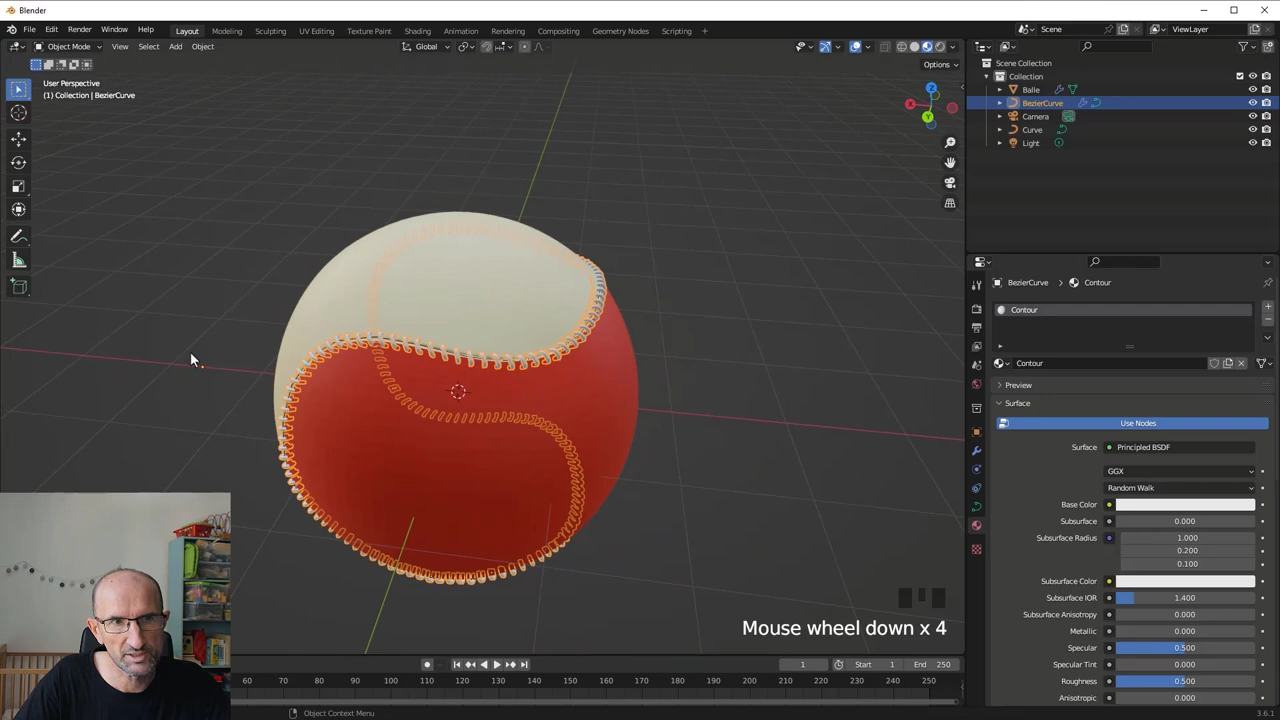 Blender
File Edit Render Window Help Layout Modeling Sculpting UV Editing Texture Paint Shading Animation Rendering Compositing Geometry Nodes Scripting +
Scene ViewLayer
Object Mode View Select Add Object Global
Options
User Perspective
(1) Collection | BezierCurve
X
Y
Z
Scene Collection
Collection
Balle
BezierCurve
Camera
Curve
Light
BezierCurve > Contour
Contour
Contour
Preview
Surface
Use Nodes
Surface Principled BSDF
GGX
Random Walk
Base Color
Subsurface 0.000
Subsurface Radius 1.000
0.200
0.100
Subsurface Color
Subsurface IOR 1.400
Subsurface Anisotropy 0.000
Metallic 0.000
Specular 0.500
Specular Tint 0.000
Roughness 0.500
Anisotropic 0.000
Mouse wheel down x 4
1 Start 1 End 250
60 70 80 90 100 110 120 130 140 150 160 170 180 190 200 210 220 230 240 250
Object Context Menu
3.6.1